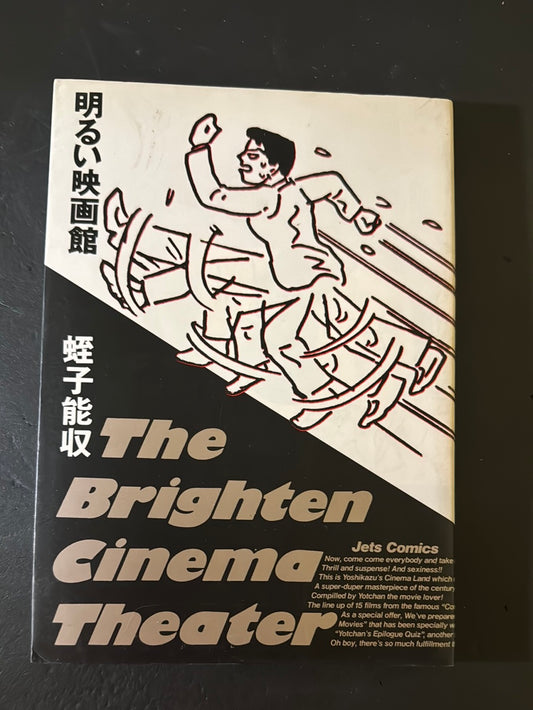 明るい映画館
蛭子能収
The
Brighten
Cinema
Theater
Jets Comics
Now, come come everybody and take
Thrill and suspense! And sexiness!!
This is Yoshikazu's Cinema Land which
A super-duper masterpiece of the century
Compilled by Yotchan the movie lover!
The line up of 15 films from the famous "Co
As a special offer, We've prepare
Movies" that has been specially w
"Yotchan's Epilogue Quiz", another
Oh boy, there's so much fulfillment